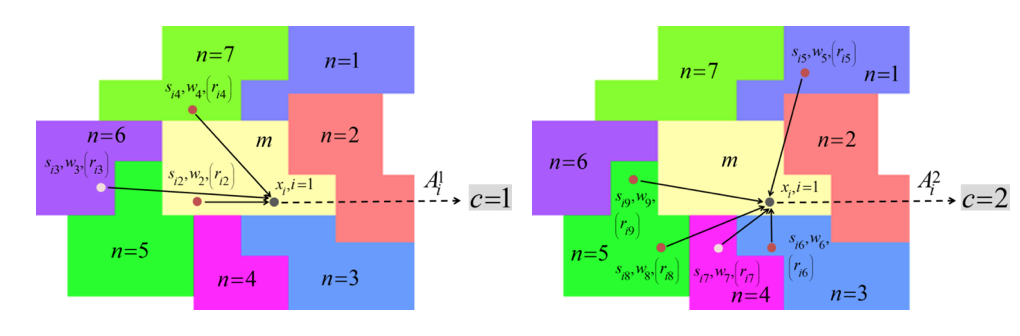 n=7
n=1
s_{i4},w_4,(r_{i4})
n=6
m
n=2
s_{i3},w_3,(r_{i3})
s_{i2},w_2,(r_{i2})
x_i,i=1
A_i^1
c=1
n=5
n=4
n=3
s_{i5},w_5,(r_{i5})
n=7
n=1
n=2
n=6
m
x_i,i=1
A_i^2
c=2
s_{i9},w_9,
(r_{i9})
n=5
s_{i8},w_8,(r_{i8})
s_{i7},w_7,(r_{i7})
s_{i6},w_6,
(r_{i6})
n=4
n=3